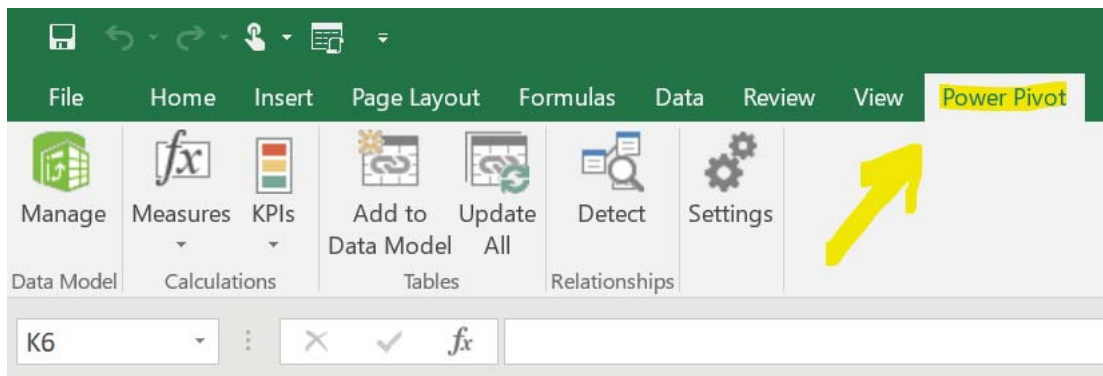 File Home Insert Page Layout Formulas Data Review View Power Pivot
Manage Measures KPIs Add to Data Model Update All Detect Settings
Data Model Calculations Tables Relationships
K6 fx